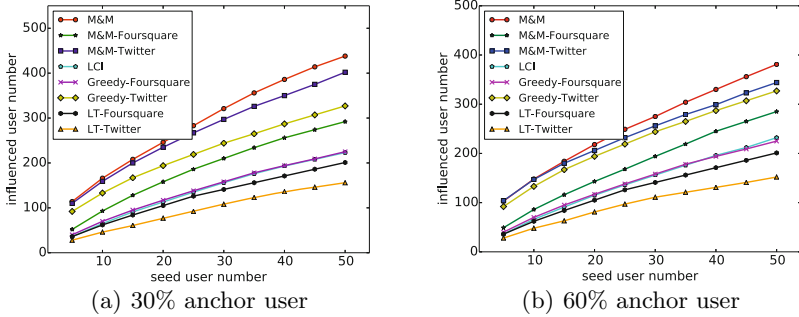 influenced user number
500
400
300
200
100
0
M&M
M&M-Foursquare
M&M-Twitter
LCI
Greedy-Foursquare
Greedy-Twitter
LT-Foursquare
LT-Twitter
10 20 30 40 50
seed user number
(a) 30% anchor user
influenced user number
500
400
300
200
100
0
M&M
M&M-Foursquare
M&M-Twitter
LCI
Greedy-Foursquare
Greedy-Twitter
LT-Foursquare
LT-Twitter
10 20 30 40 50
seed user number
(b) 60% anchor user